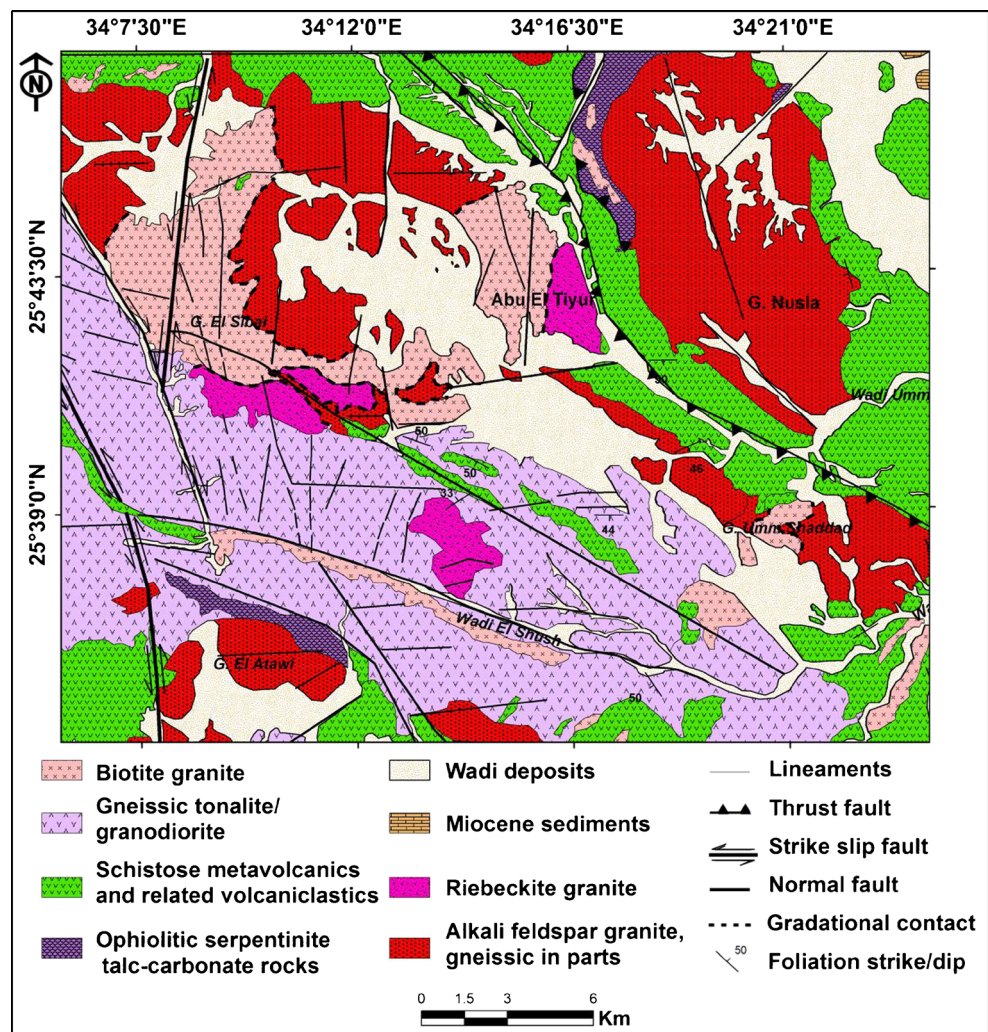 34°7'30"E 34°12'0"E 34°16'30"E 34°21'0"E
N
25°43'30"N
Abu El Tiyur
G. Nusla
G. El Sibai
50
Wadi Umm
50
50
46
33
25°39'0"N
44
G. Umm Shaddad
Wadi El Shush
G. El Atawi
50
Biotite granite
Gneissic tonalite/
granodiorite
Schistose metavolcanics
and related volcaniclastics
Ophiolitic serpentinite
talc-carbonate rocks
Wadi deposits
Miocene sediments
Riebeckite granite
Alkali feldspar granite,
gneissic in parts
Lineaments
Thrust fault
Strike slip fault
Normal fault
Gradational contact
50
Foliation strike/dip
0 1.5 3 6
Km